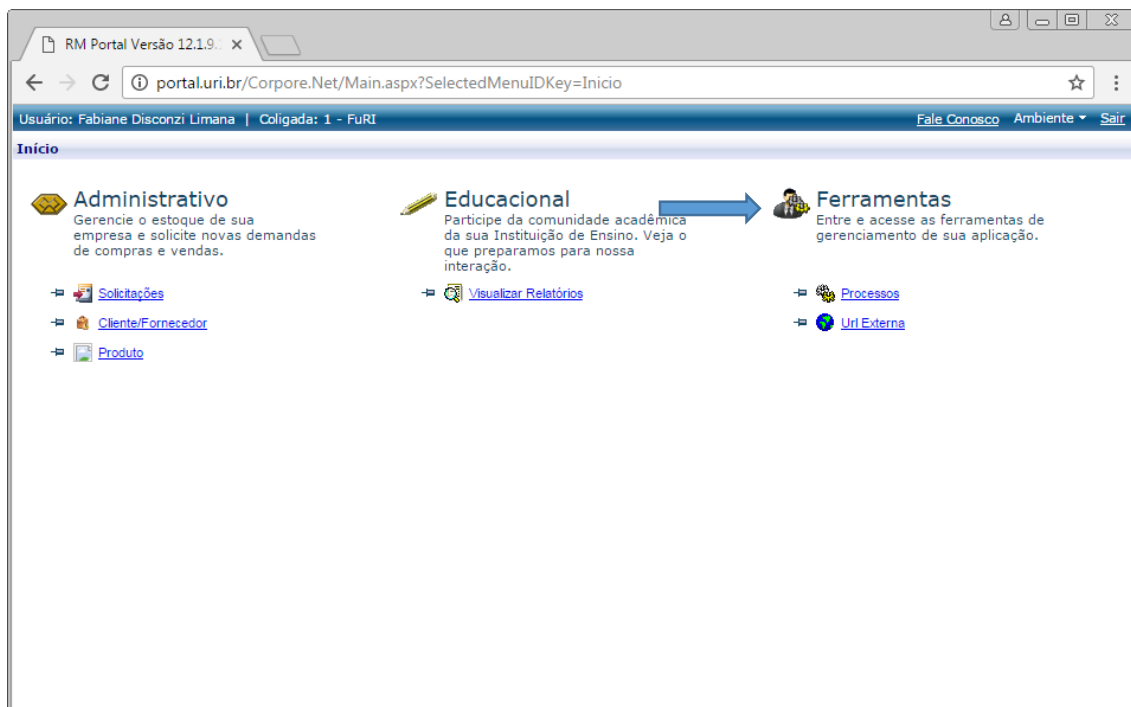 RM Portal Versão 12.1.9.
portal.uri.br/Corpore.Net/Main.aspx?SelectedMenuIDKey=Inicio
Usuário: Fabiane Disconzi Limana | Coligada: 1 - FuRI Fale Conosco Ambiente Sair
Início
Administrativo
Gerencie o estoque de sua
empresa e solicite novas demandas
de compras e vendas.
Solicitações
Cliente/Fornecedor
Produto
Educacional
Participe da comunidade acadêmica
da sua Instituição de Ensino. Veja o
que preparamos para nossa
interação.
Visualizar Relatórios
Ferramentas
Entre e acesse as ferramentas de
gerenciamento de sua aplicação.
Processos
Url Externa